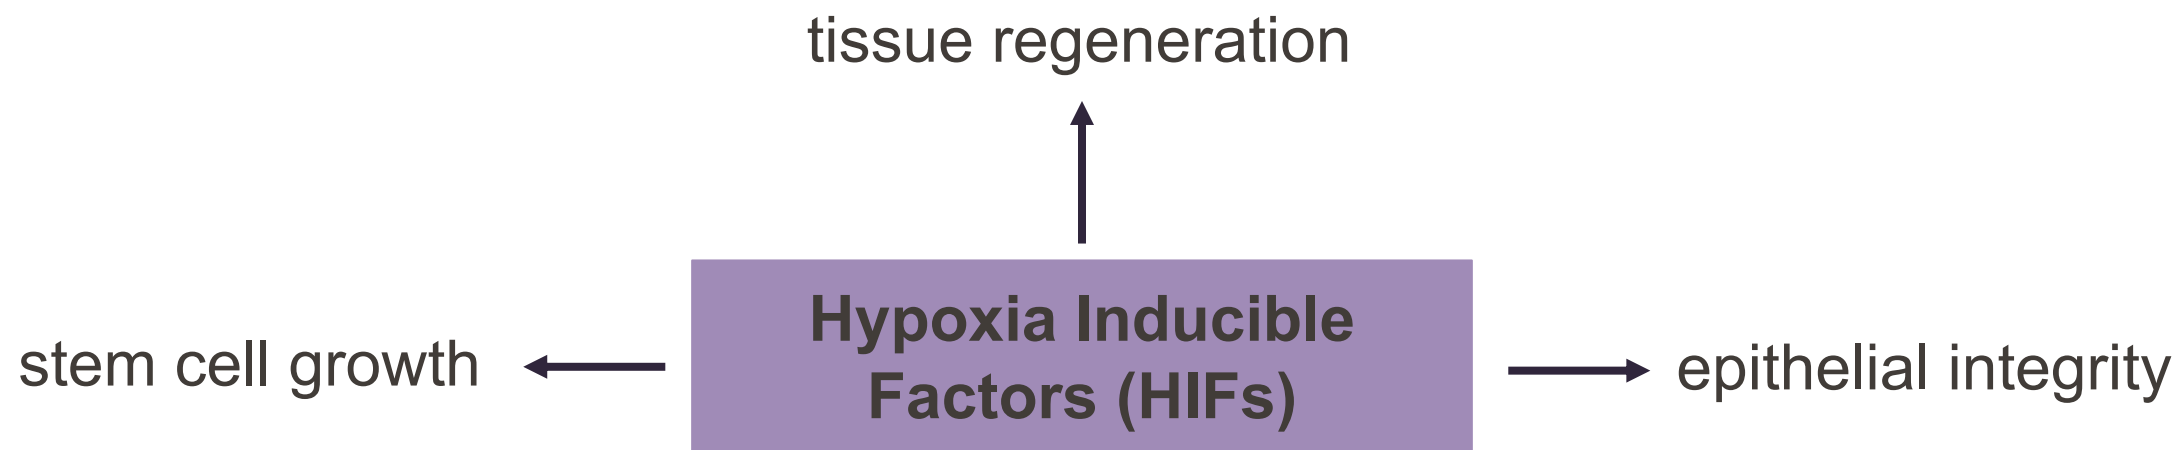 tissue regeneration
Hypoxia Inducible
Factors (HIFs)
stem cell growth
epithelial integrity